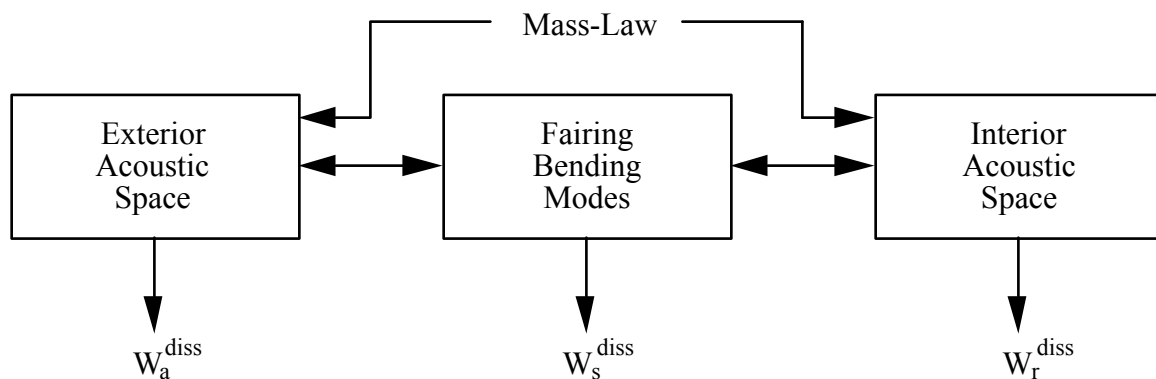 Mass-Law
Exterior
Acoustic
Space
Fairing
Bending
Modes
Interior
Acoustic
Space
W_a^diss
W_s^diss
W_r^diss